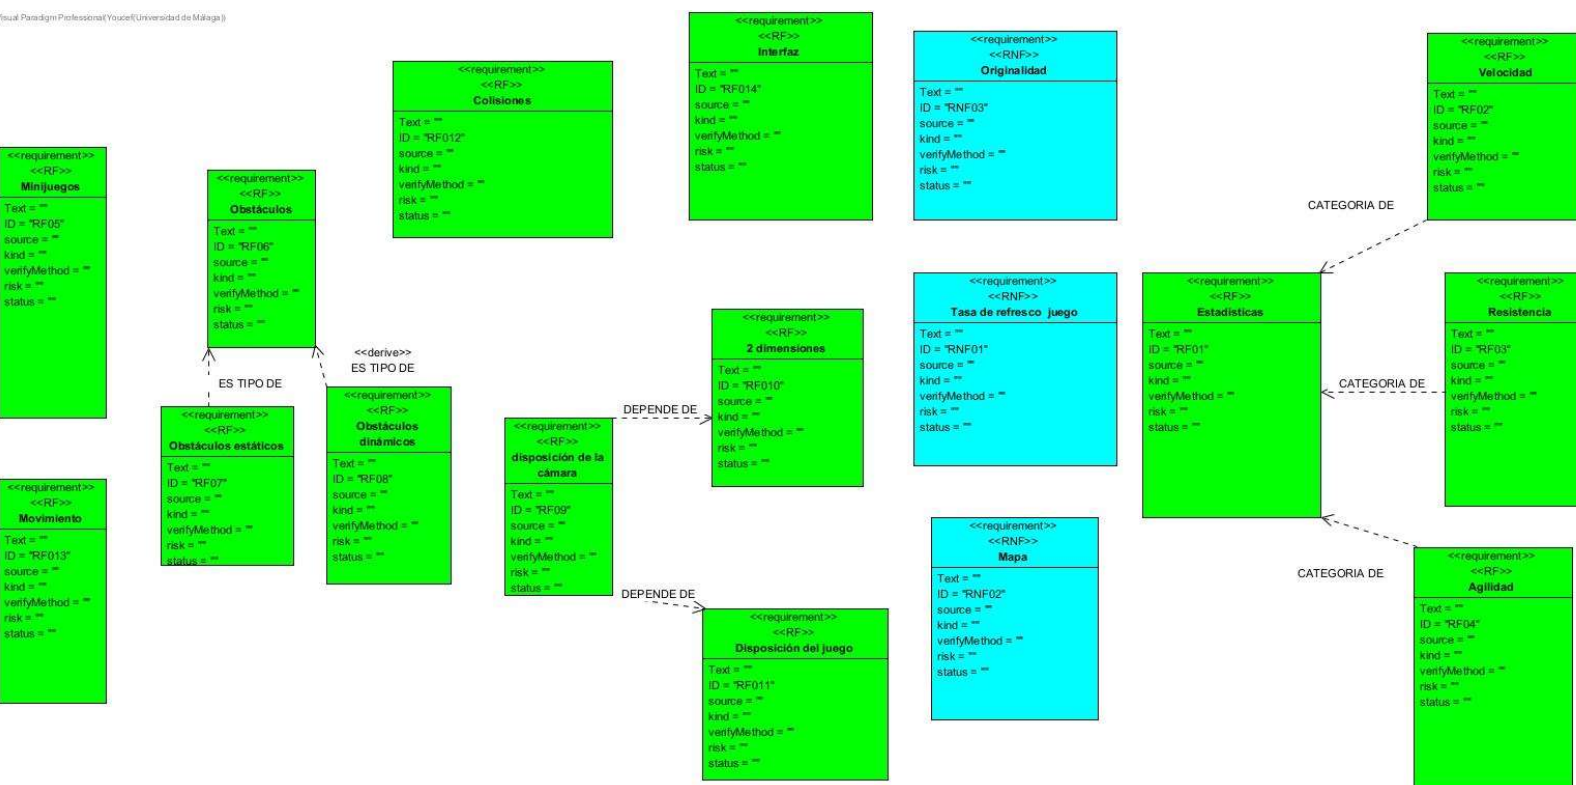 Visual Paradigm Professional(Youcef(Universidad de Málaga))
<<requirement>>
<<RF>>
Minijuegos
Text = ""
ID = "RF05"
source = ""
kind = ""
verifyMethod = ""
risk = ""
status = ""
<<requirement>>
<<RF>>
Movimiento
Text = ""
ID = "RF013"
source = ""
kind = ""
verifyMethod = ""
risk = ""
status = ""
<<requirement>>
<<RF>>
Obstáculos
Text = ""
ID = "RF06"
source = ""
kind = ""
verifyMethod = ""
risk = ""
status = ""
ES TIPO DE
<<derive>>
ES TIPO DE
<<requirement>>
<<RF>>
Obstáculos estáticos
Text = ""
ID = "RF07"
source = ""
kind = ""
verifyMethod = ""
risk = ""
status = ""
<<requirement>>
<<RF>>
Obstáculos
dinámicos
Text = ""
ID = "RF08"
source = ""
kind = ""
verifyMethod = ""
risk = ""
status = ""
<<requirement>>
<<RF>>
Colisiones
Text = ""
ID = "RF012"
source = ""
kind = ""
verifyMethod = ""
risk = ""
status = ""
<<requirement>>
<<RF>>
disposición de la
cámara
Text = ""
ID = "RF09"
source = ""
kind = ""
verifyMethod = ""
risk = ""
status = ""
DEPENDE DE
DEPENDE DE
<<requirement>>
<<RF>>
Interfaz
Text = ""
ID = "RF014"
source = ""
kind = ""
verifyMethod = ""
risk = ""
status = ""
<<requirement>>
<<RF>>
2 dimensiones
Text = ""
ID = "RF010"
source = ""
kind = ""
verifyMethod = ""
risk = ""
status = ""
<<requirement>>
<<RF>>
Disposición del juego
Text = ""
ID = "RF011"
source = ""
kind = ""
verifyMethod = ""
risk = ""
status = ""
<<requirement>>
<<RNF>>
Originalidad
Text = ""
ID = "RNF03"
source = ""
kind = ""
verifyMethod = ""
risk = ""
status = ""
<<requirement>>
<<RNF>>
Tasa de refresco juego
Text = ""
ID = "RNF01"
source = ""
kind = ""
verifyMethod = ""
risk = ""
status = ""
<<requirement>>
<<RNF>>
Mapa
Text = ""
ID = "RNF02"
source = ""
kind = ""
verifyMethod = ""
risk = ""
status = ""
<<requirement>>
<<RF>>
Estadisticas
Text = ""
ID = "RF01"
source = ""
kind = ""
verifyMethod = ""
risk = ""
status = ""
CATEGORIA DE
CATEGORIA DE
CATEGORIA DE
<<requirement>>
<<RF>>
Velocidad
Text = ""
ID = "RF02"
source = ""
kind = ""
verifyMethod = ""
risk = ""
status = ""
<<requirement>>
<<RF>>
Resistencia
Text = ""
ID = "RF03"
source = ""
kind = ""
verifyMethod = ""
risk = ""
status = ""
<<requirement>>
<<RF>>
Agilidad
Text = ""
ID = "RF04"
source = ""
kind = ""
verifyMethod = ""
risk = ""
status = ""